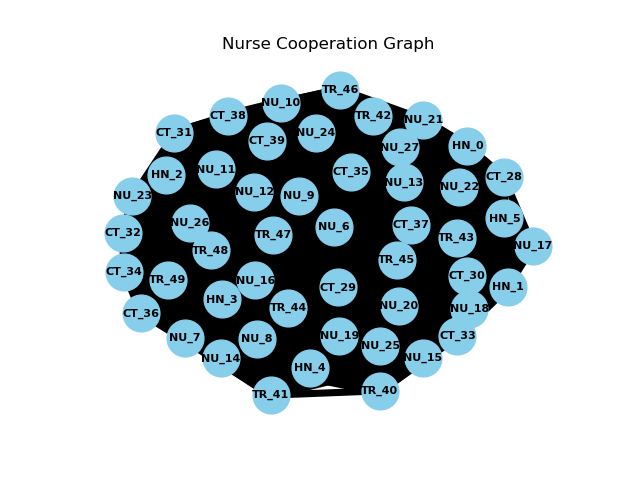 Nurse Cooperation Graph
TR_46
NU_10
CT_38
TR_42
NU_21
CT_31
NU_24
CT_39
HN_0
NU_27
NU_11
CT_35
HN_2
CT_28
NU_13
NU_22
NU_12
NU_23
NU_9
HN_5
NU_26
CT_37
NU_6
CT_32
TR_47
TR_43
NU_17
TR_48
TR_45
CT_34
CT_30
TR_49
NU_16
CT_29
HN_1
HN_3
NU_20
TR_44
NU_18
CT_36
NU_19
CT_33
NU_7
NU_8
NU_25
NU_14
NU_15
HN_4
TR_40
TR_41